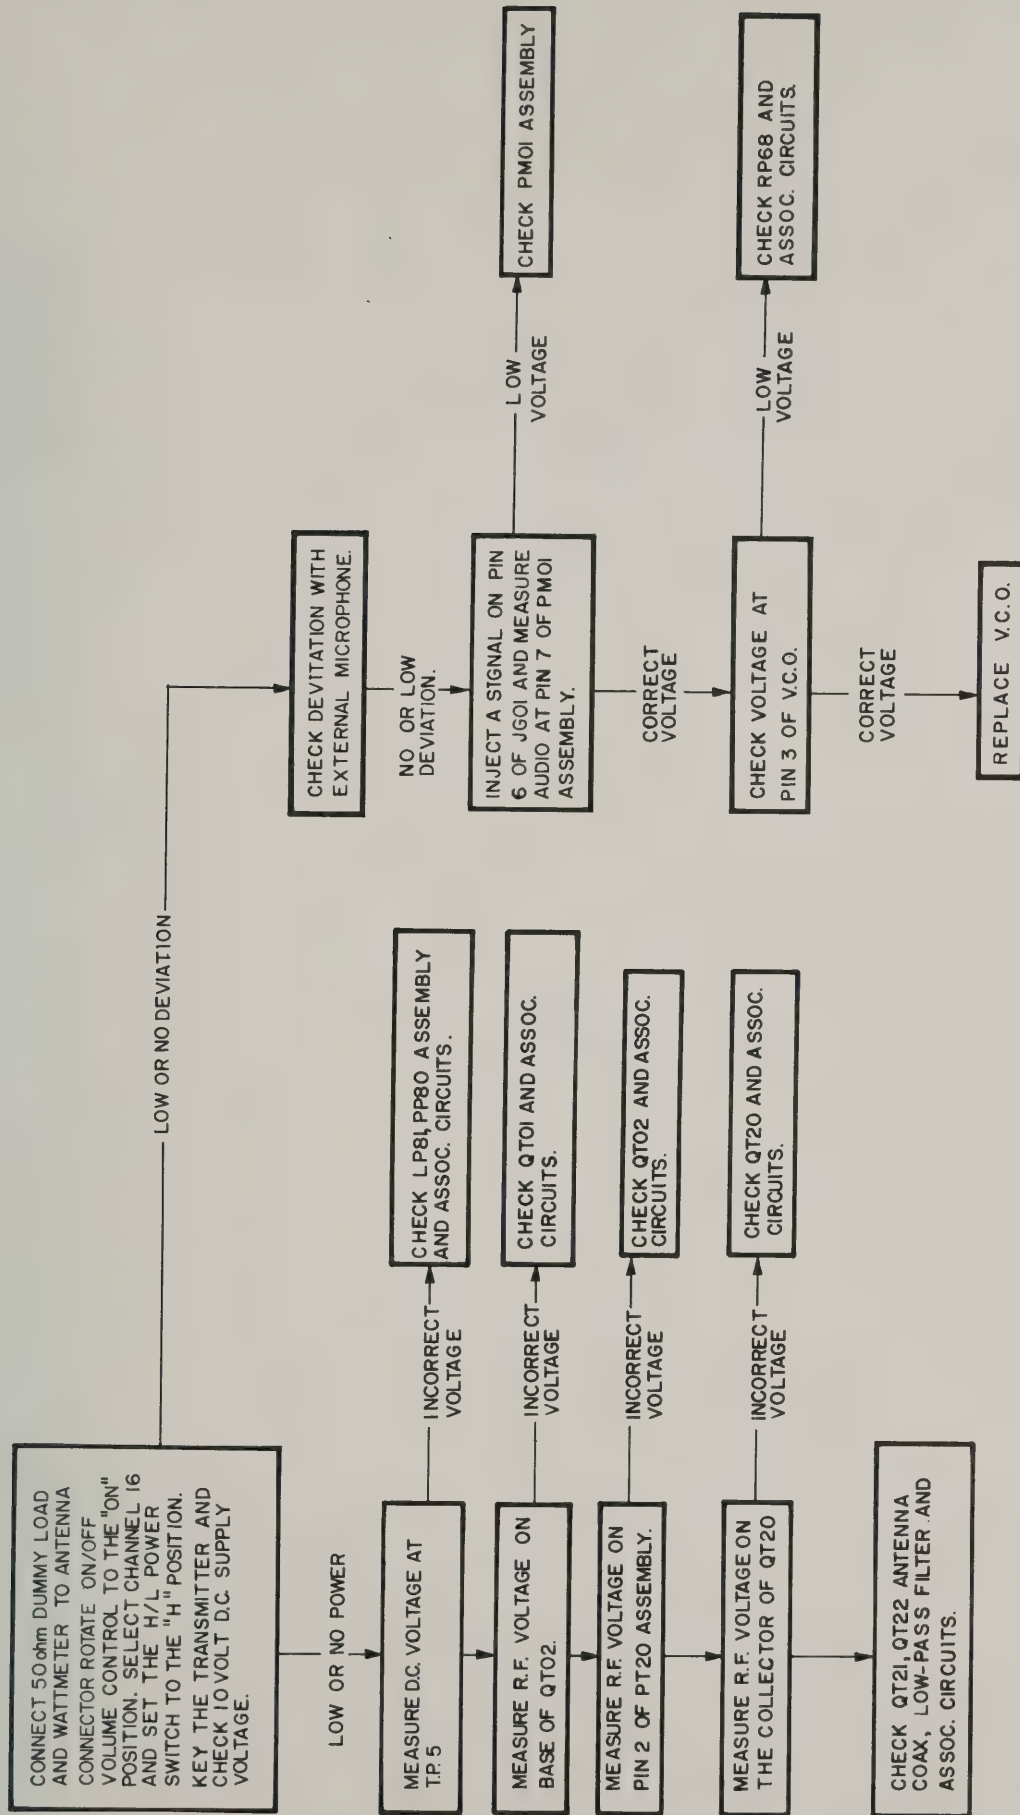 CONNECT 50 ohm DUMMY LOAD
AND WATTMETER TO ANTENNA
CONNECTOR ROTATE ON/OFF
VOLUME CONTROL TO THE "ON"
POSITION. SELECT CHANNEL 16
AND SET THE H/L POWER
SWITCH TO THE "H" POSITION.
KEY THE TRANSMITTER AND
CHECK 10 VOLT D.C. SUPPLY
VOLTAGE.
LOW OR NO POWER
MEASURE D.C. VOLTAGE AT
T.P. 5
INCORRECT
VOLTAGE
CHECK LP81, PP80 ASSEMBLY
AND ASSOC. CIRCUITS.
MEASURE R.F. VOLTAGE ON
BASE OF QT02.
INCORRECT
VOLTAGE
CHECK QT01 AND ASSOC.
CIRCUITS.
MEASURE R.F. VOLTAGE ON
PIN 2 OF PT20 ASSEMBLY.
INCORRECT
VOLTAGE
CHECK QT02 AND ASSOC.
CIRCUITS.
MEASURE R.F. VOLTAGE ON
THE COLLECTOR OF QT20
INCORRECT
VOLTAGE
CHECK QT20 AND ASSOC.
CIRCUITS.
CHECK QT21, QT22 ANTENNA
COAX, LOW-PASS FILTER AND
ASSOC. CIRCUITS.
LOW OR NO DEVIATION
CHECK DEVITATION WITH
EXTERNAL MICROPHONE.
NO OR LOW
DEVIATION.
INJECT A SIGNAL ON PIN
6 OF JG01 AND MEASURE
AUDIO AT PIN 7 OF PM01
ASSEMBLY.
LOW
VOLTAGE
CHECK PM01 ASSEMBLY
CORRECT
VOLTAGE
CHECK VOLTAGE AT
PIN 3 OF V.C.O.
LOW
VOLTAGE
CHECK RP68 AND
ASSOC. CIRCUITS.
CORRECT
VOLTAGE
REPLACE V.C.O.